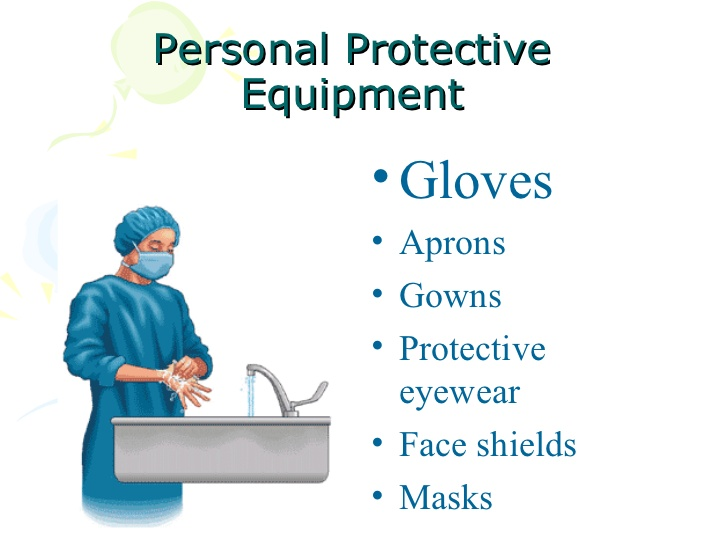 Personal Protective
Equipment
• Gloves
• Aprons
• Gowns
• Protective
eyewear
• Face shields
• Masks